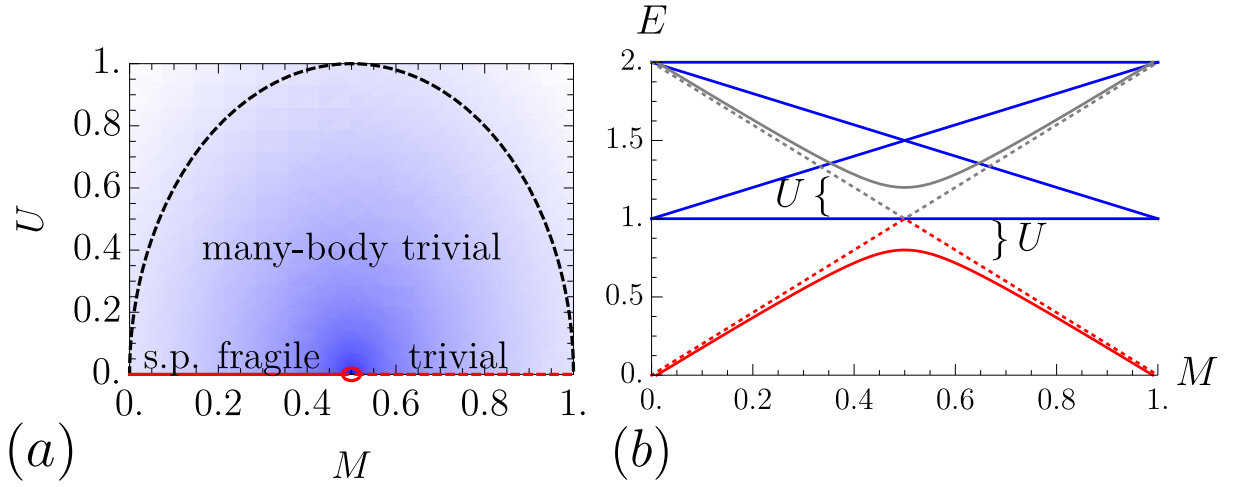 1.
0.8
0.6
0.4
0.2
0.
U
many-body trivial
s.p. fragile
trivial
0. 0.2 0.4 0.6 0.8 1.
M
(a)
E
2.
1.5
1.
0.5
0.
U {
} U
M
0. 0.2 0.4 0.6 0.8 1.
(b)